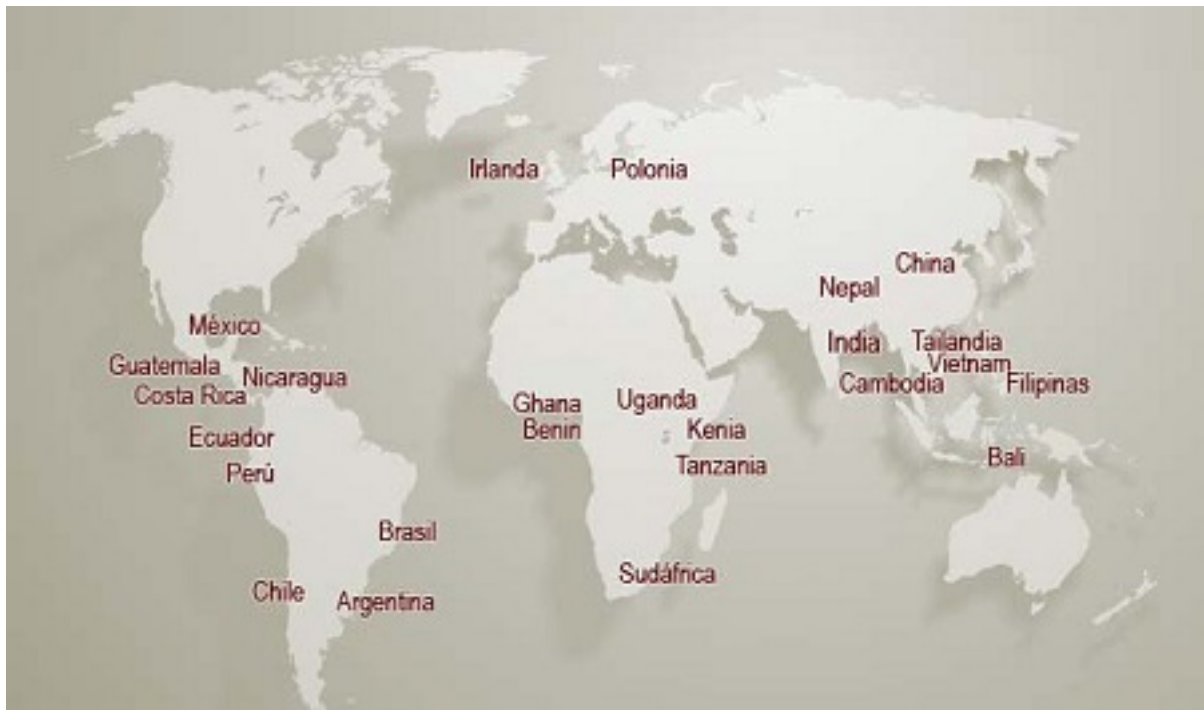 Irlanda
Polonia
China
Nepal
México
India
Tailandia
Guatemala
Vietnam
Nicaragua
Cambodia
Filipinas
Costa Rica
Ghana
Uganda
Benin
Kenia
Ecuador
Bali
Tanzania
Perú
Brasil
Sudáfrica
Chile
Argentina